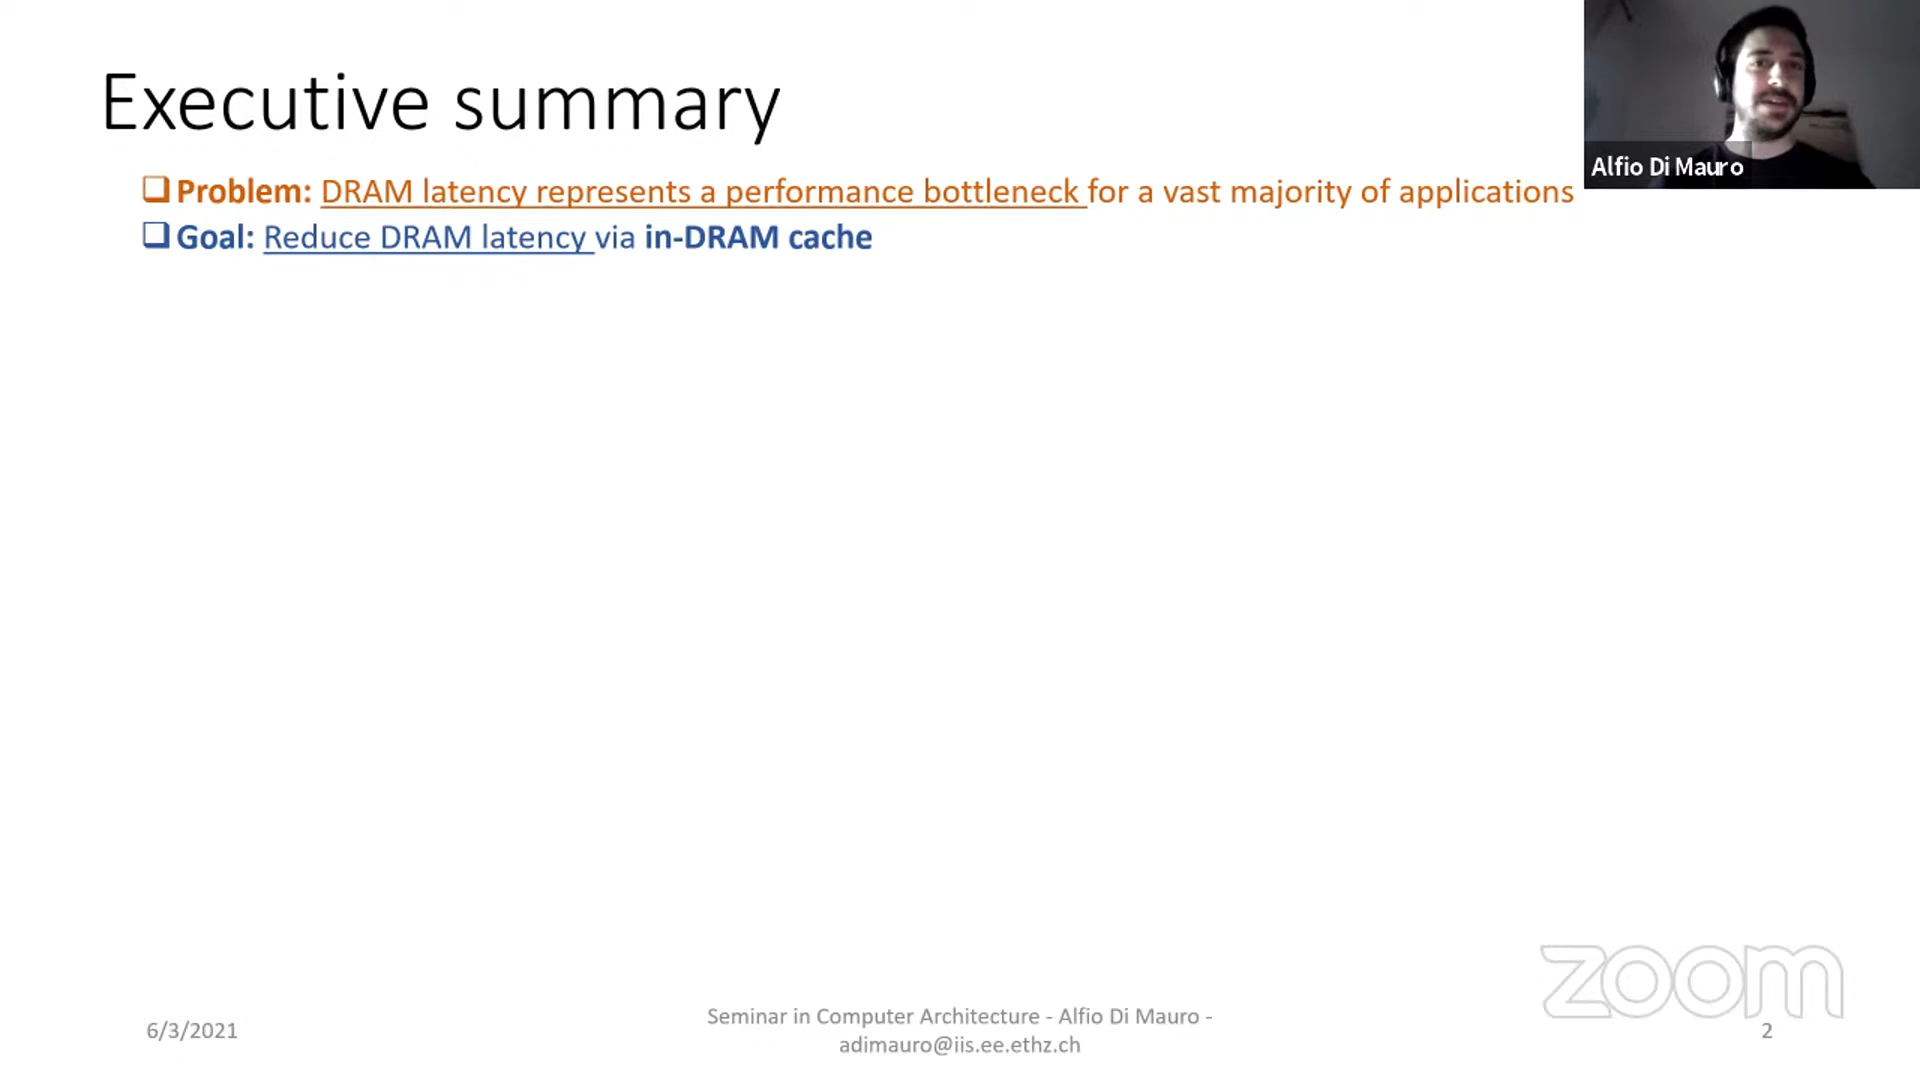 Executive summary
Alfio Di Mauro
Problem: DRAM latency represents a performance bottleneck for a vast majority of applications
Goal: Reduce DRAM latency via in-DRAM cache
zoom
6/3/2021
Seminar in Computer Architecture - Alfio Di Mauro -
adimauro@iis.ee.ethz.ch
2